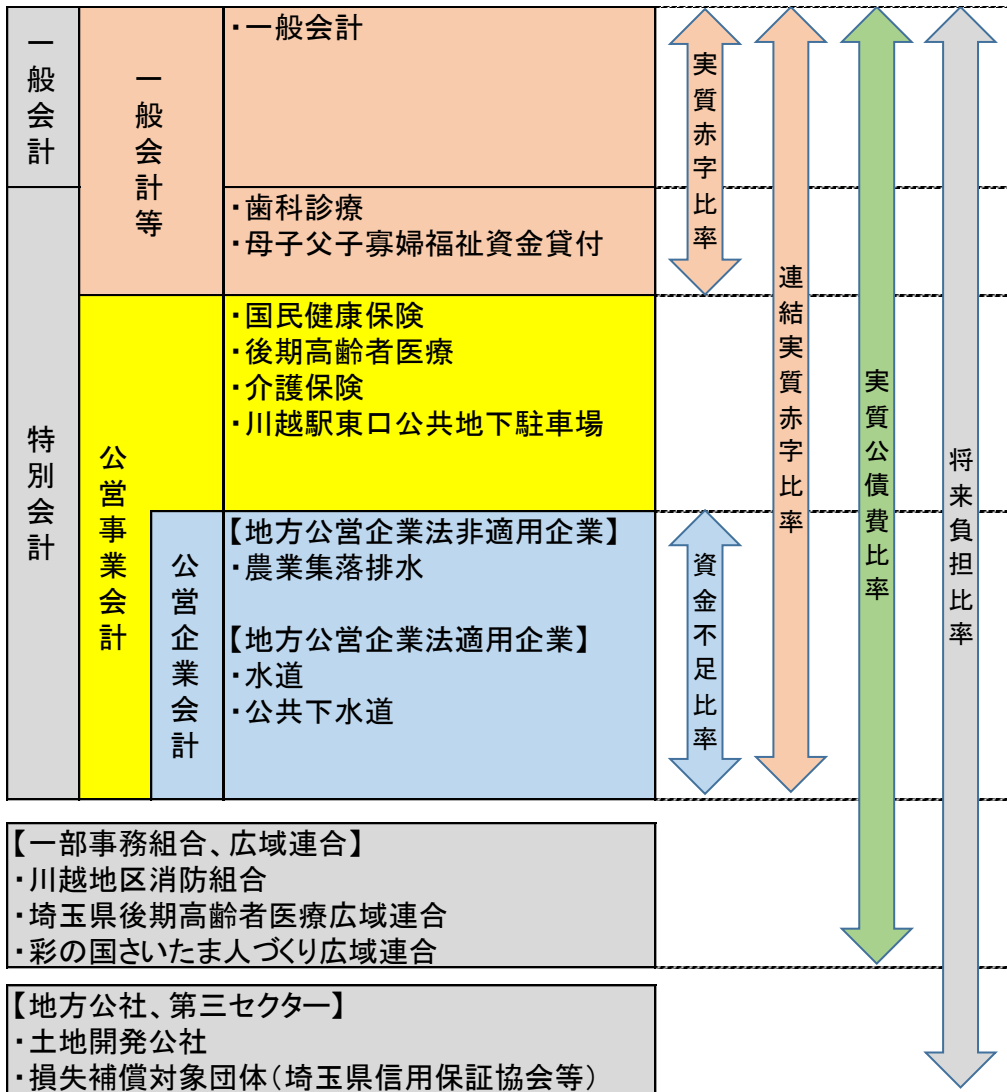 一般会計
一般会計等
・一般会計
・歯科診療
・母子父子寡婦福祉資金貸付
特別会計
公営事業会計
・国民健康保険
・後期高齢者医療
・介護保険
・川越駅東口公共地下駐車場
公営企業会計
【地方公営企業法非適用企業】
・農業集落排水
【地方公営企業法適用企業】
・水道
・公共下水道
実質赤字比率
資金不足比率
連結実質赤字比率
実質公債費比率
将来負担比率
【一部事務組合、広域連合】
・川越地区消防組合
・埼玉県後期高齢者医療広域連合
・彩の国さいたま人づくり広域連合
【地方公社、第三セクター】
・土地開発公社
・損失補償対象団体（埼玉県信用保証協会等）